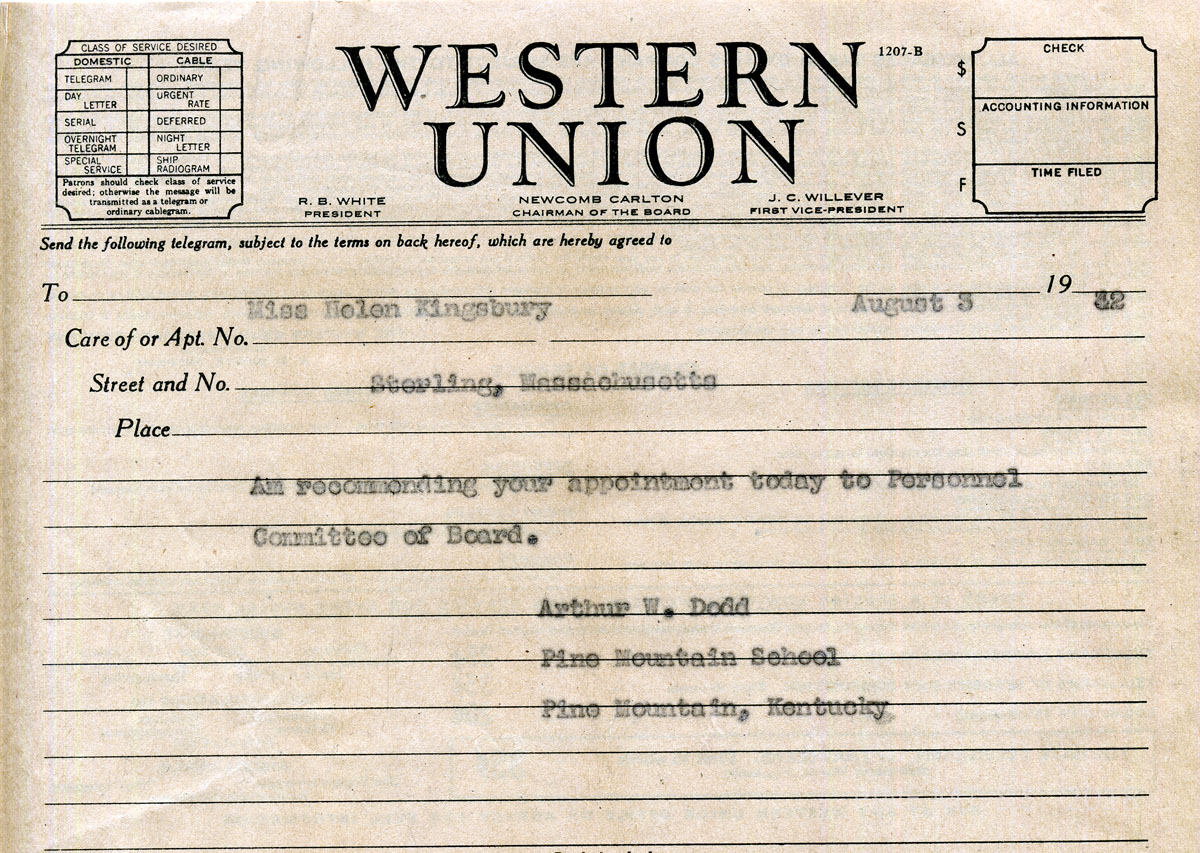 CLASS OF SERVICE DESIRED
DOMESTIC CABLE
TELEGRAM ORDINARY
DAY LETTER URGENT RATE
SERIAL DEFERRED
OVERNIGHT TELEGRAM NIGHT LETTER
SPECIAL SERVICE SHIP RADIOGRAM
Patrons should check class of service
desired; otherwise the message will be
transmitted as a telegram or
ordinary cablegram.
WESTERN
UNION
1207-B
R. B. WHITE
PRESIDENT
NEWCOMB CARLTON
CHAIRMAN OF THE BOARD
J. C. WILLEVER
FIRST VICE-PRESIDENT
$
S
F
CHECK
ACCOUNTING INFORMATION
TIME FILED
Send the following telegram, subject to the terms on back hereof, which are hereby agreed to
To Miss Helen Kingsbury August 3 19 42
Care of or Apt. No.
Street and No. Sterling, Massachusetts
Place
Am recommending your appointment today to Personnel
Committee of Board.
Arthur W. Dodd
Pine Mountain School
Pine Mountain, Kentucky